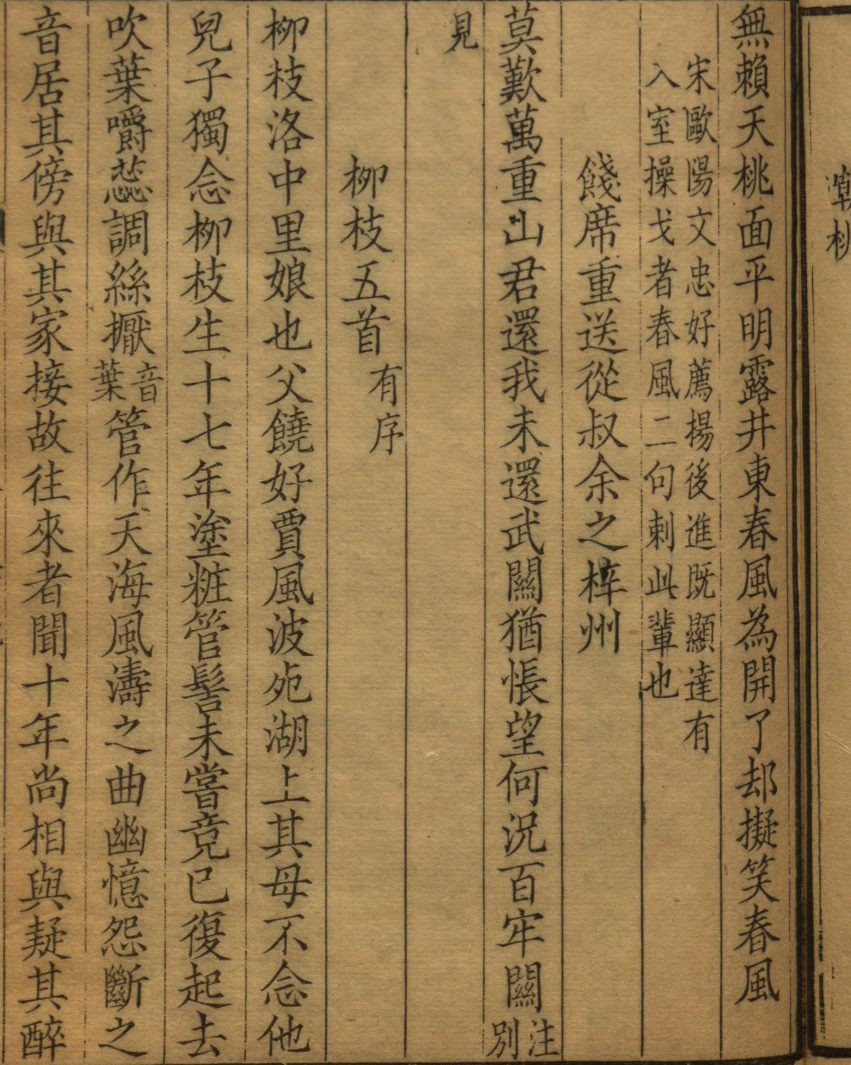 無賴夭桃面平明露井東春風為開了却擬笑春風
宋歐陽文忠好薦揚後進既顯達有
入室操戈者春風二句刺此輩也
餞席重送從叔余之梓州
莫歎萬重山君還我未還武關猶悵望何況百牢關注別
見
柳枝五首有序
柳枝洛中里娘也父饒好賈風波死湖上其母不念他
兒子獨念柳枝生十七年塗粧管髻未嘗竟已復起去
吹葉嚼蕊調絲擫音葉管作天海風濤之曲幽憶怨斷之
音居其傍與其家接故往來者聞十年尚相與疑其醉